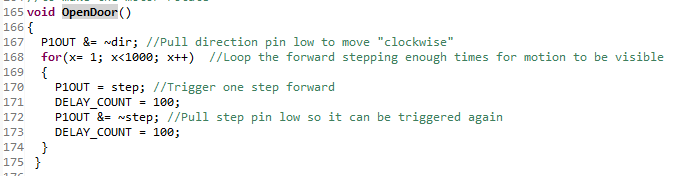 165 void OpenDoor()
166 {
167   P1OUT &= ~dir; //Pull direction pin low to move "clockwise"
168   for(x= 1; x<1000; x++)  //Loop the forward stepping enough times for motion to be visible
169   {
170     P1OUT = step; //Trigger one step forward
171     DELAY_COUNT = 100;
172     P1OUT &= ~step; //Pull step pin low so it can be triggered again
173     DELAY_COUNT = 100;
174   }
175  }